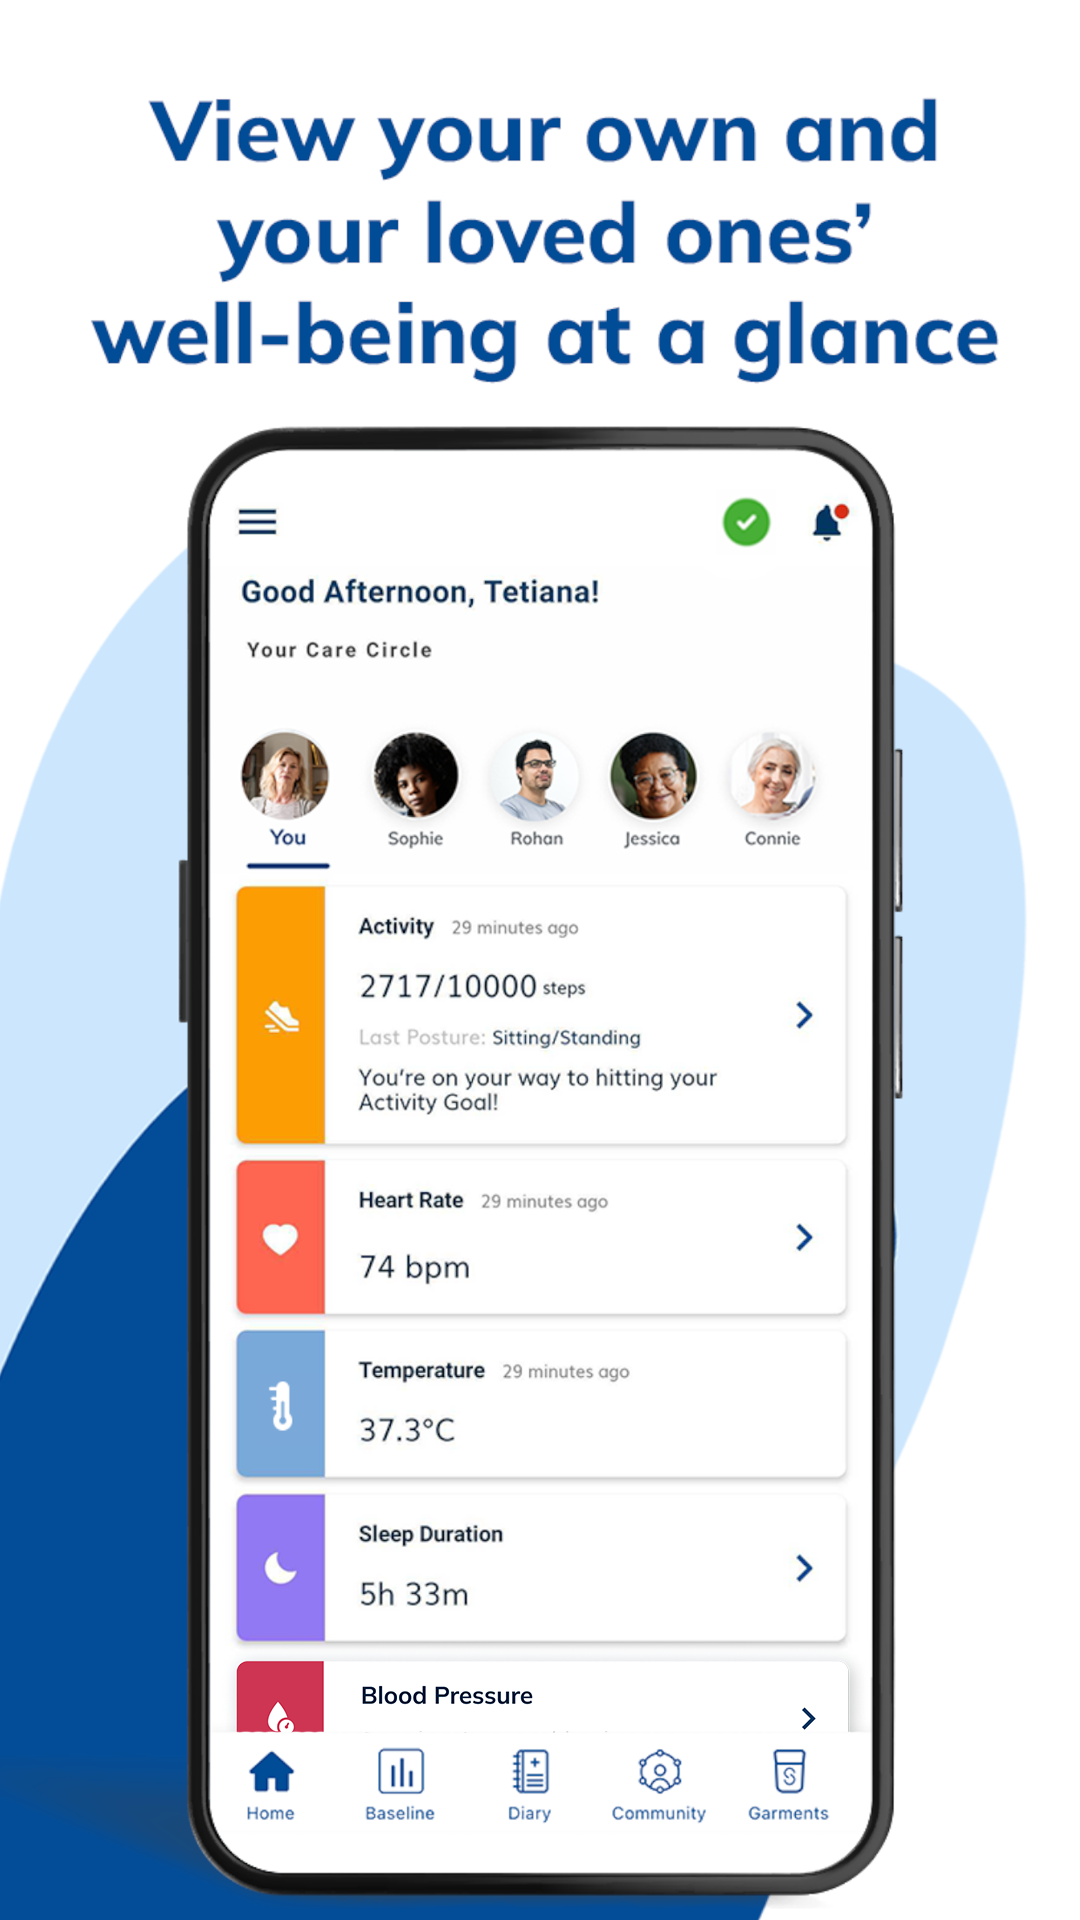 View your own and
your loved ones’
well-being at a glance
Good Afternoon, Tetiana!
Your Care Circle
You
Sophie
Rohan
Jessica
Connie
Activity 29 minutes ago
2717/10000 steps
Last Posture: Sitting/Standing
You're on your way to hitting your
Activity Goal!
Heart Rate 29 minutes ago
74 bpm
Temperature 29 minutes ago
37.3°C
Sleep Duration
5h 33m
Blood Pressure
Home
Baseline
Diary
Community
Garments